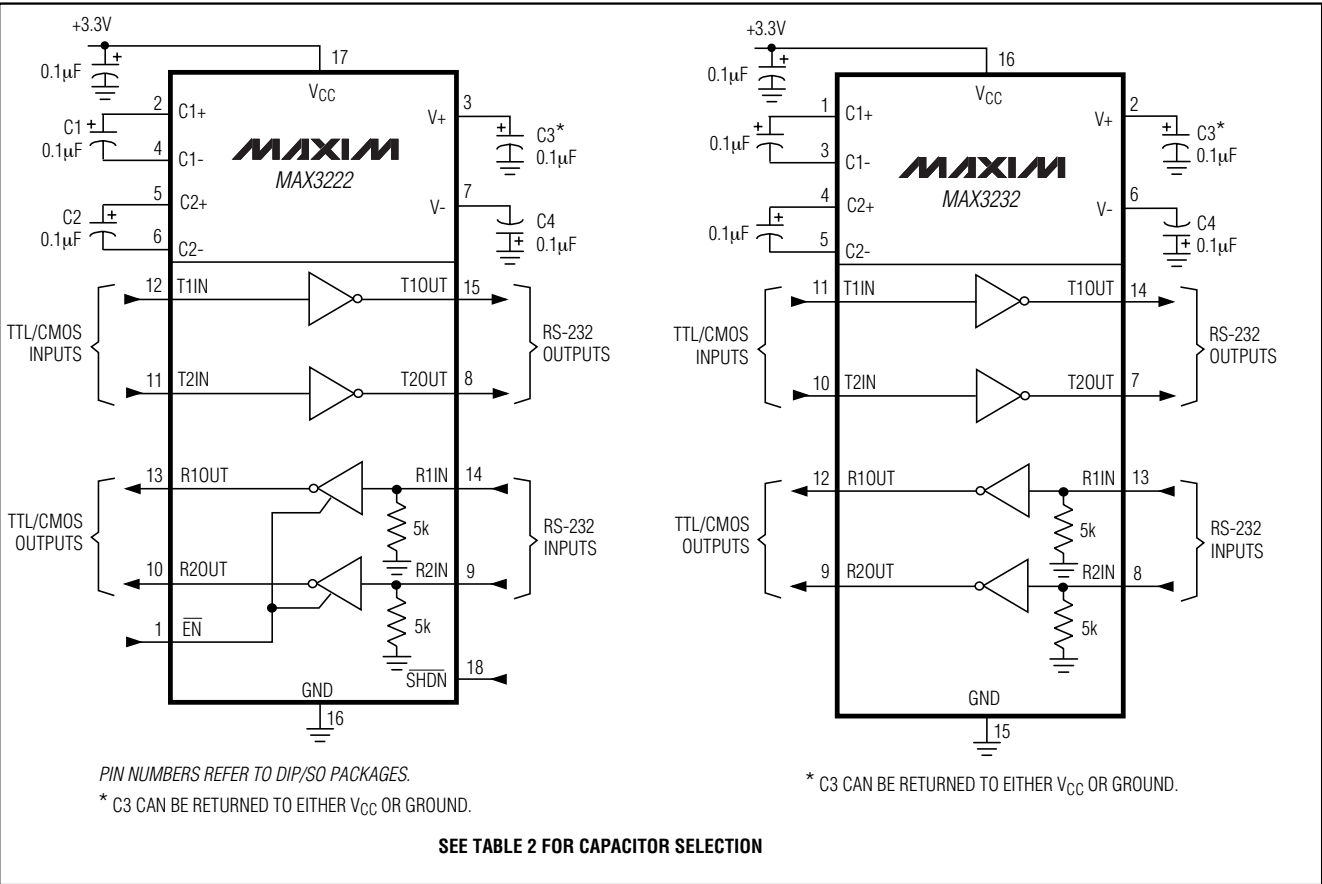 +3.3V
0.1µF
+
17
VCC
2
C1+
C1
+
0.1µF
4
C1-
5
C2+
C2
+
0.1µF
6
C2-
MAXIM
MAX3222
3
V+
+
C3*
0.1µF
7
V-
C4
+
0.1µF
12
T1IN
T1OUT
15
TTL/CMOS
INPUTS
RS-232
OUTPUTS
11
T2IN
T2OUT
8
13
R1OUT
R1IN
14
TTL/CMOS
OUTPUTS
5k
RS-232
INPUTS
10
R2OUT
R2IN
9
5k
1
EN
SHDN
18
GND
16
PIN NUMBERS REFER TO DIP/SO PACKAGES.
* C3 CAN BE RETURNED TO EITHER VCC OR GROUND.
+3.3V
0.1µF
+
16
VCC
1
C1+
+
0.1µF
3
C1-
4
C2+
+
0.1µF
5
C2-
MAXIM
MAX3232
2
V+
+
C3*
0.1µF
6
V-
C4
+
0.1µF
11
T1IN
T1OUT
14
TTL/CMOS
INPUTS
RS-232
OUTPUTS
10
T2IN
T2OUT
7
12
R1OUT
R1IN
13
TTL/CMOS
OUTPUTS
5k
RS-232
INPUTS
9
R2OUT
R2IN
8
5k
GND
15
* C3 CAN BE RETURNED TO EITHER VCC OR GROUND.
SEE TABLE 2 FOR CAPACITOR SELECTION